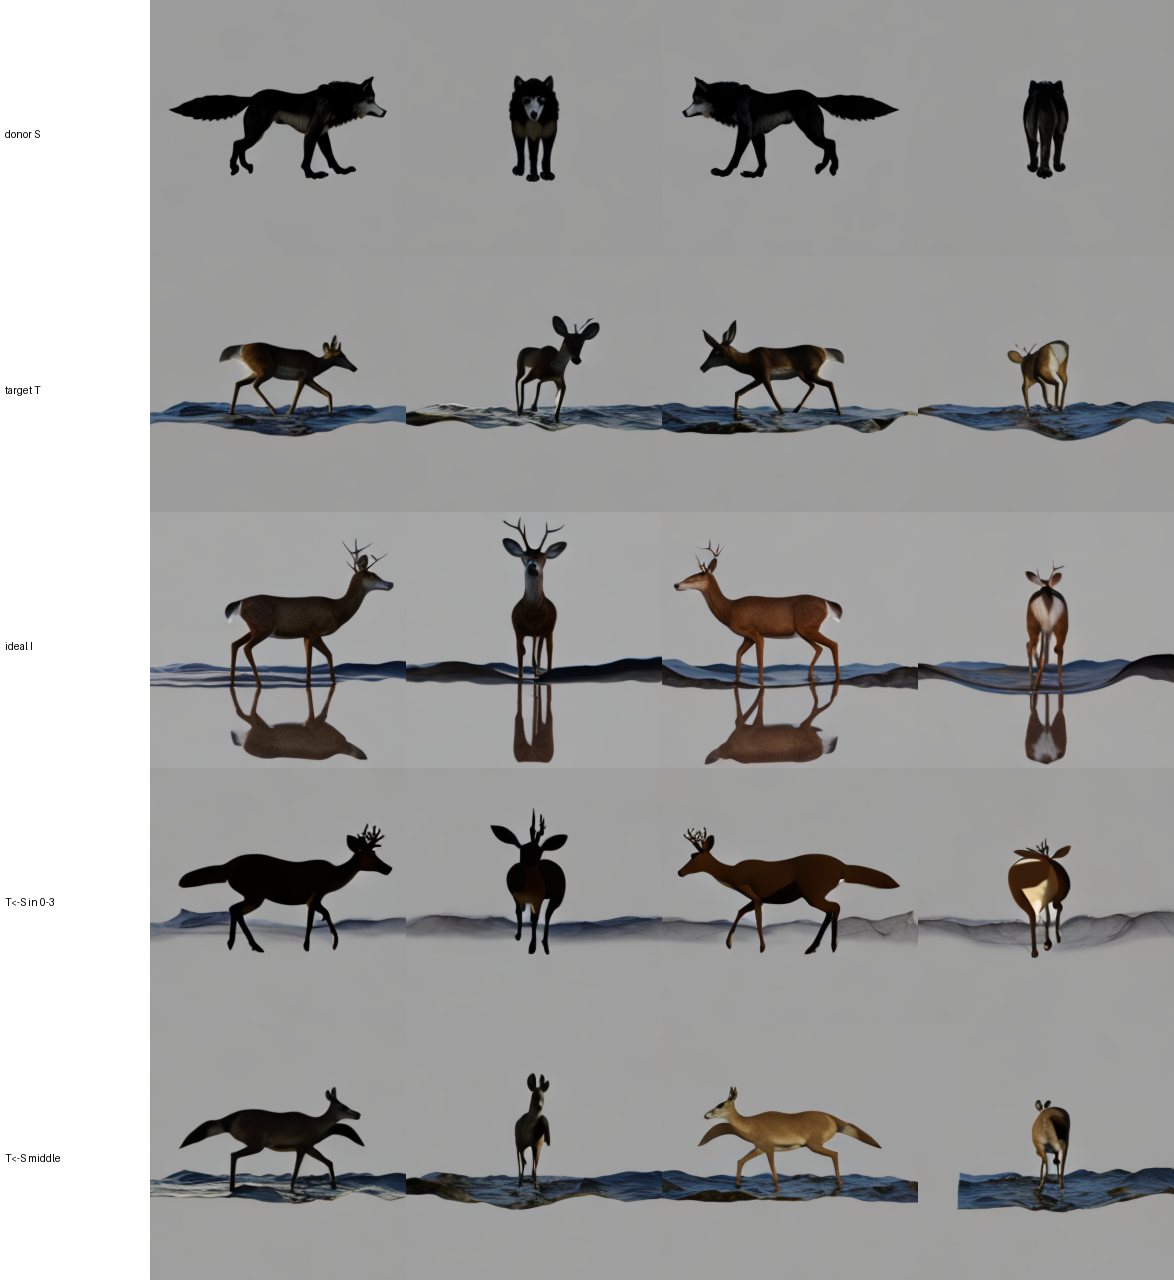 donor S
target T
ideal I
T<-S in 0-3
T<-S middle